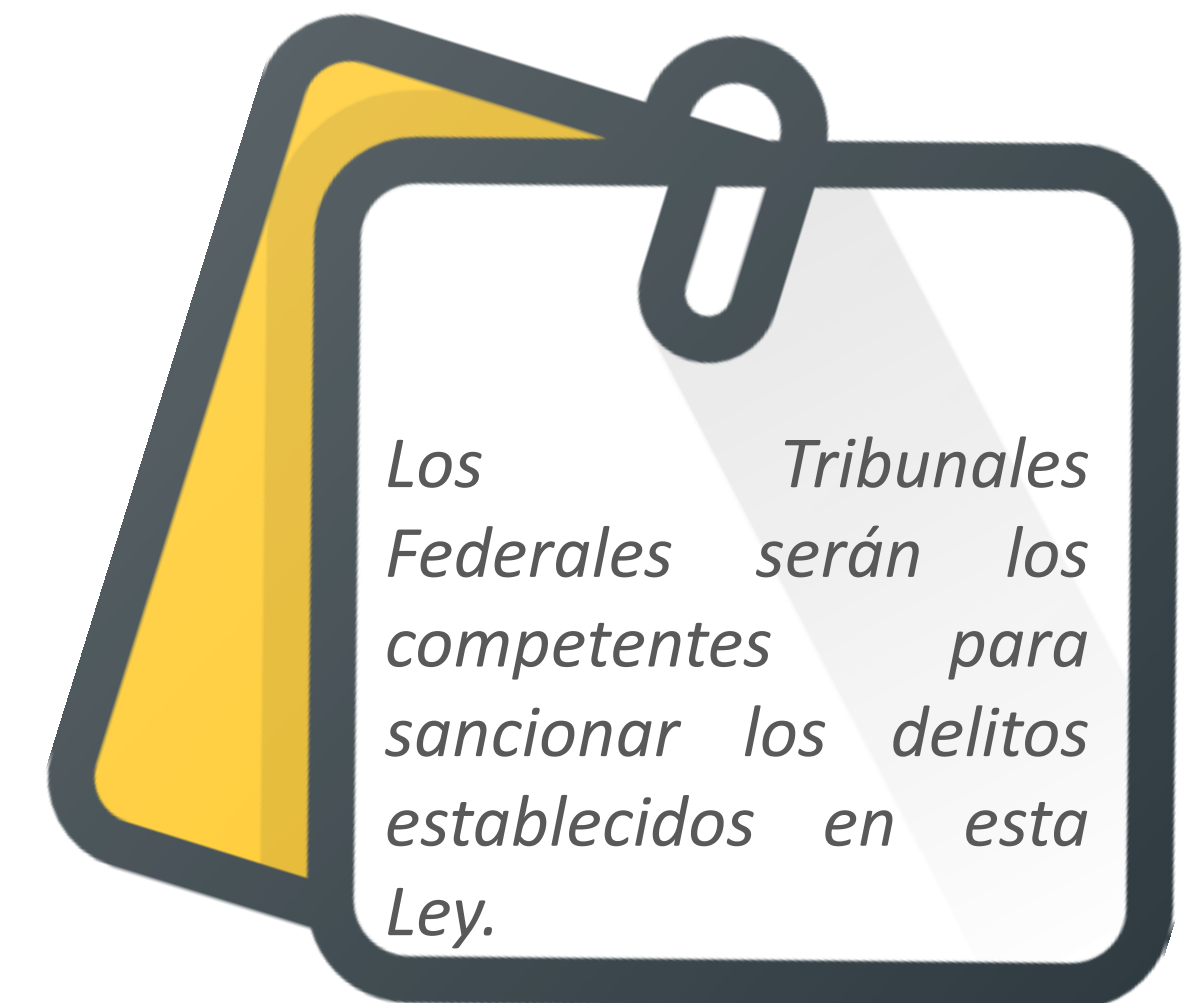 Los Tribunales
Federales serán los
competentes para
sancionar los delitos
establecidos en esta
Ley.